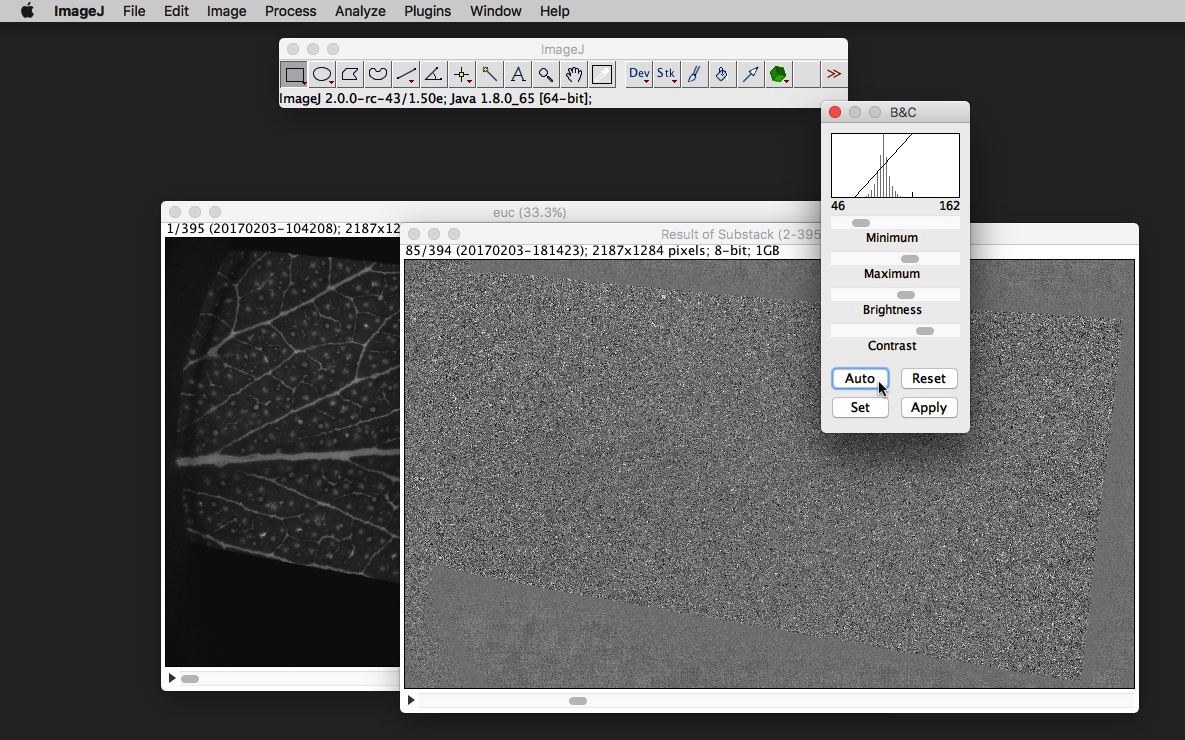 ImageJ File Edit Image Process Analyze Plugins Window Help
ImageJ
A Dev Stk >>
ImageJ 2.0.0-rc-43/1.50e; Java 1.8.0_65 [64-bit];
B&C
46 162
Minimum
Maximum
Brightness
Contrast
Auto Reset
Set Apply
euc (33.3%)
1/395 (20170203-104208); 2187x12
Result of Substack (2-395
85/394 (20170203-181423); 2187x1284 pixels; 8-bit; 1GB